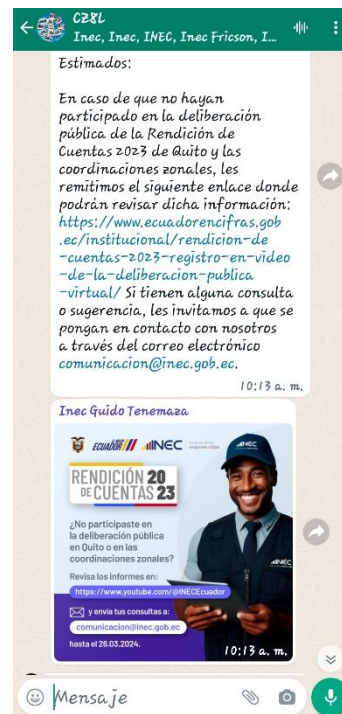 CZ8L
Inec, Inec, INEC, Inec Fricson, I...
Estimados:
En caso de que no hayan
participado en la deliberación
pública de la Rendición de
Cuentas 2023 de Quito y las
coordinaciones zonales, les
remitimos el siguiente enlace donde
podrán revisar dicha información:
https://www.ecuadorencifras.gob
.ec/institucional/rendicion-de
-cuentas-2023-registro-en-video
-de-la-deliberacion-publica
-virtual/ Si tienen alguna consulta
o sugerencia, les invitamos a que se
pongan en contacto con nosotros
a través del correo electrónico
comunicacion@inec.gob.ec.
10:13 a. m.
Inec Guido Tenemaza
ECUADOR INEC
RENDICIÓN 20
DE CUENTAS 23
¿No participaste en
la deliberación pública
en Quito o en las
coordinaciones zonales?
Revisa los informes en:
https://www.youtube.com/@INECEcuador
y envía tus consultas a:
comunicacion@inec.gob.ec
hasta el 26.03.2024.
INEC
INEC
10:13 a. m.
Mensaje